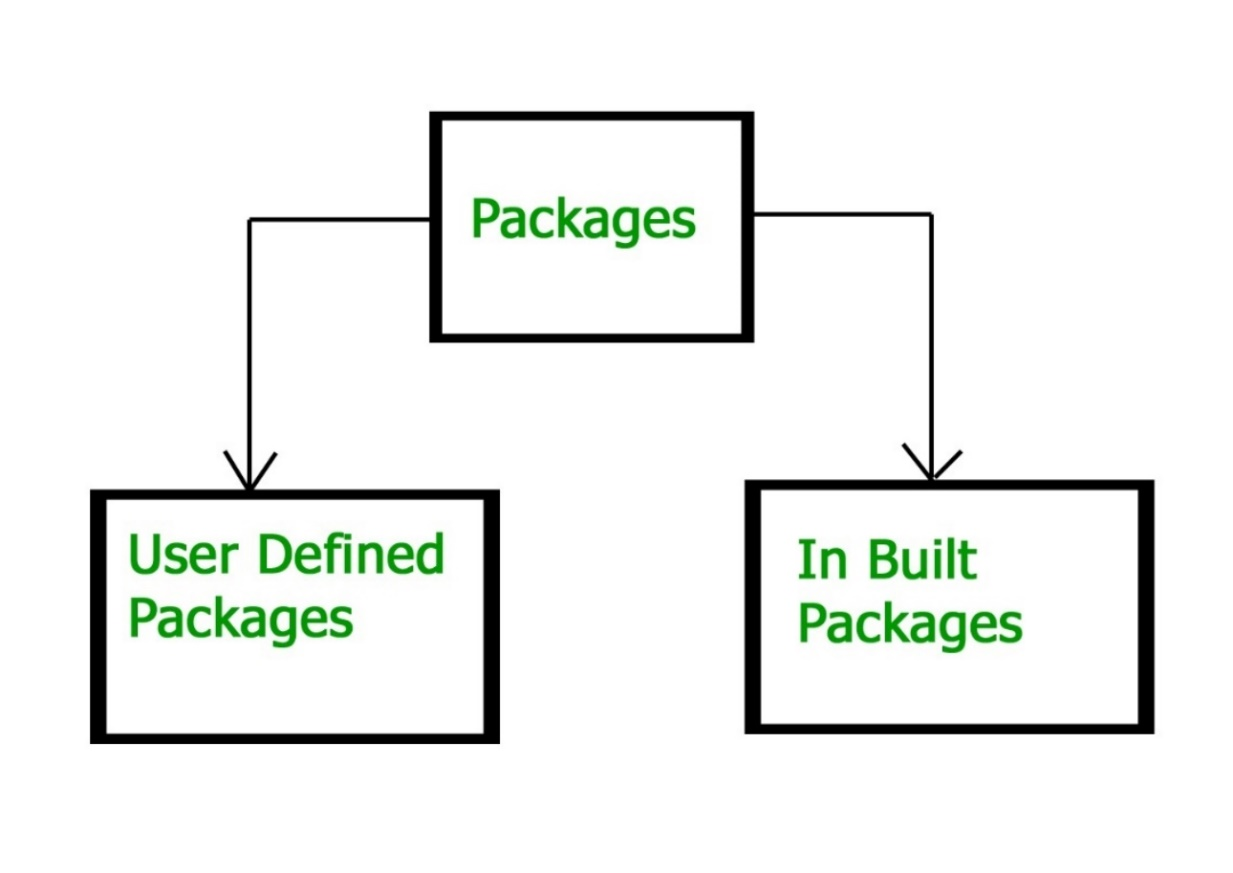 Packages
User Defined
Packages
In Built
Packages